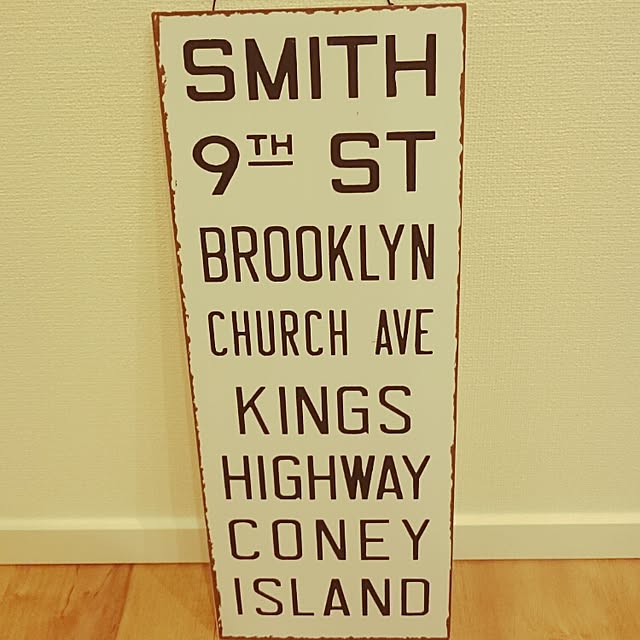 SMITH
9TH ST
BROOKLYN
CHURCH AVE
KINGS
HIGHWAY
CONEY
ISLAND